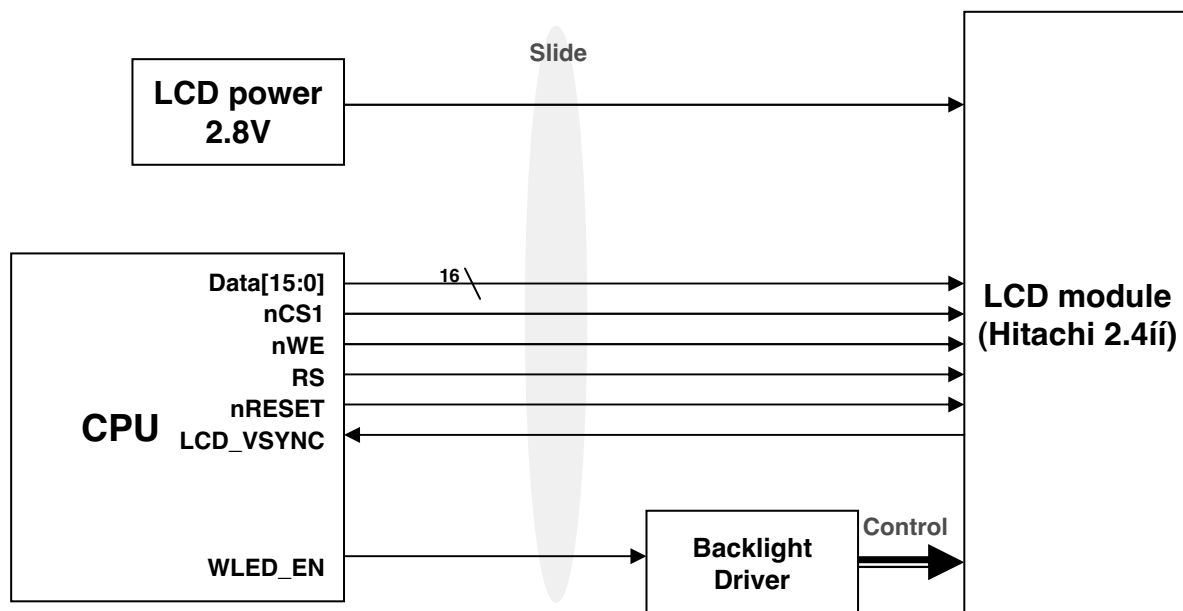 Slide
LCD power
2.8V
Data[15:0]
16
nCS1
nWE
RS
nRESET
LCD_VSYNC
CPU
WLED_EN
LCD module
(Hitachi 2.4íí)
Backlight
Driver
Control